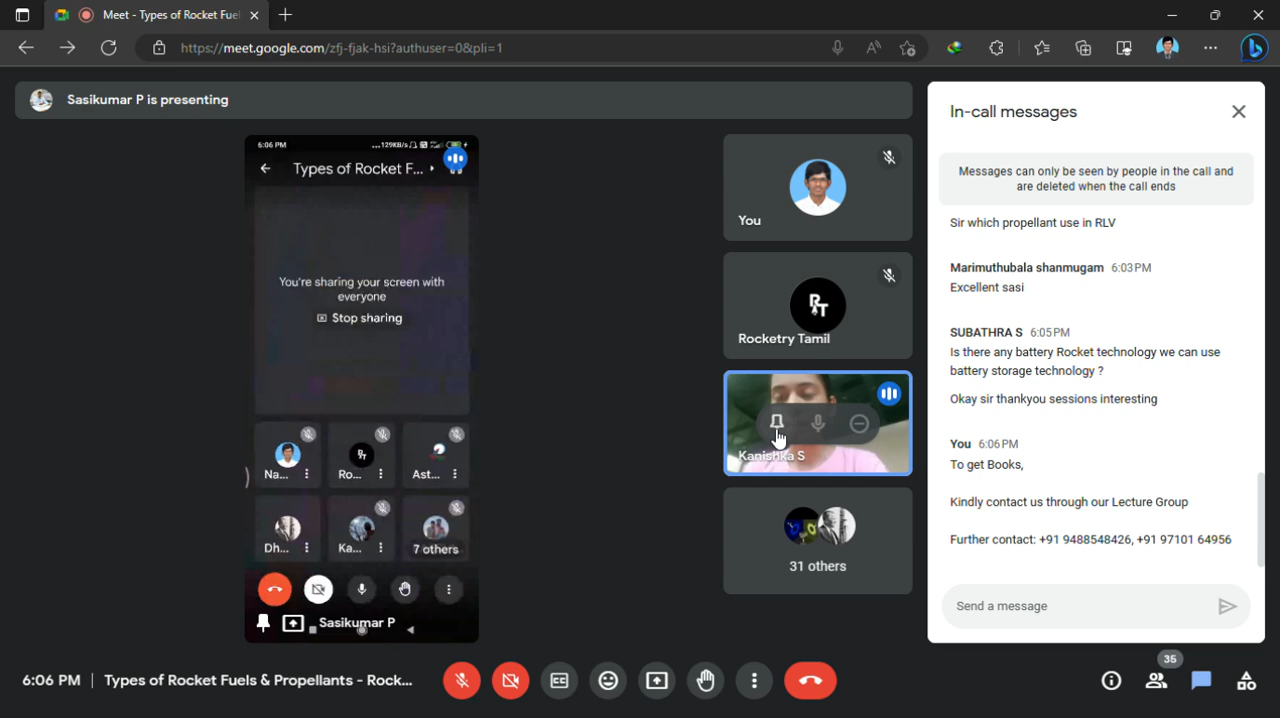 Meet - Types of Rocket Fue
https://meet.google.com/zfj-fjak-hsi?authuser=0&pli=1
Sasikumar P is presenting
6:06 PM
...129KB/s
Types of Rocket F...
You're sharing your screen with
everyone
Stop sharing
Na...
Ro...
Ast...
Dh...
Ka...
7 others
Sasikumar P
You
RT
Rocketry Tamil
Kanishka S
31 others
In-call messages
Messages can only be seen by people in the call and
are deleted when the call ends
Sir which propellant use in RLV
Marimuthubala shanmugam 6:03 PM
Excellent sasi
SUBATHRA S 6:05 PM
Is there any battery Rocket technology we can use
battery storage technology ?
Okay sir thankyou sessions interesting
You 6:06 PM
To get Books,
Kindly contact us through our Lecture Group
Further contact: +91 9488548426, +91 97101 64956
Send a message
6:06 PM | Types of Rocket Fuels & Propellants - Rock...
35